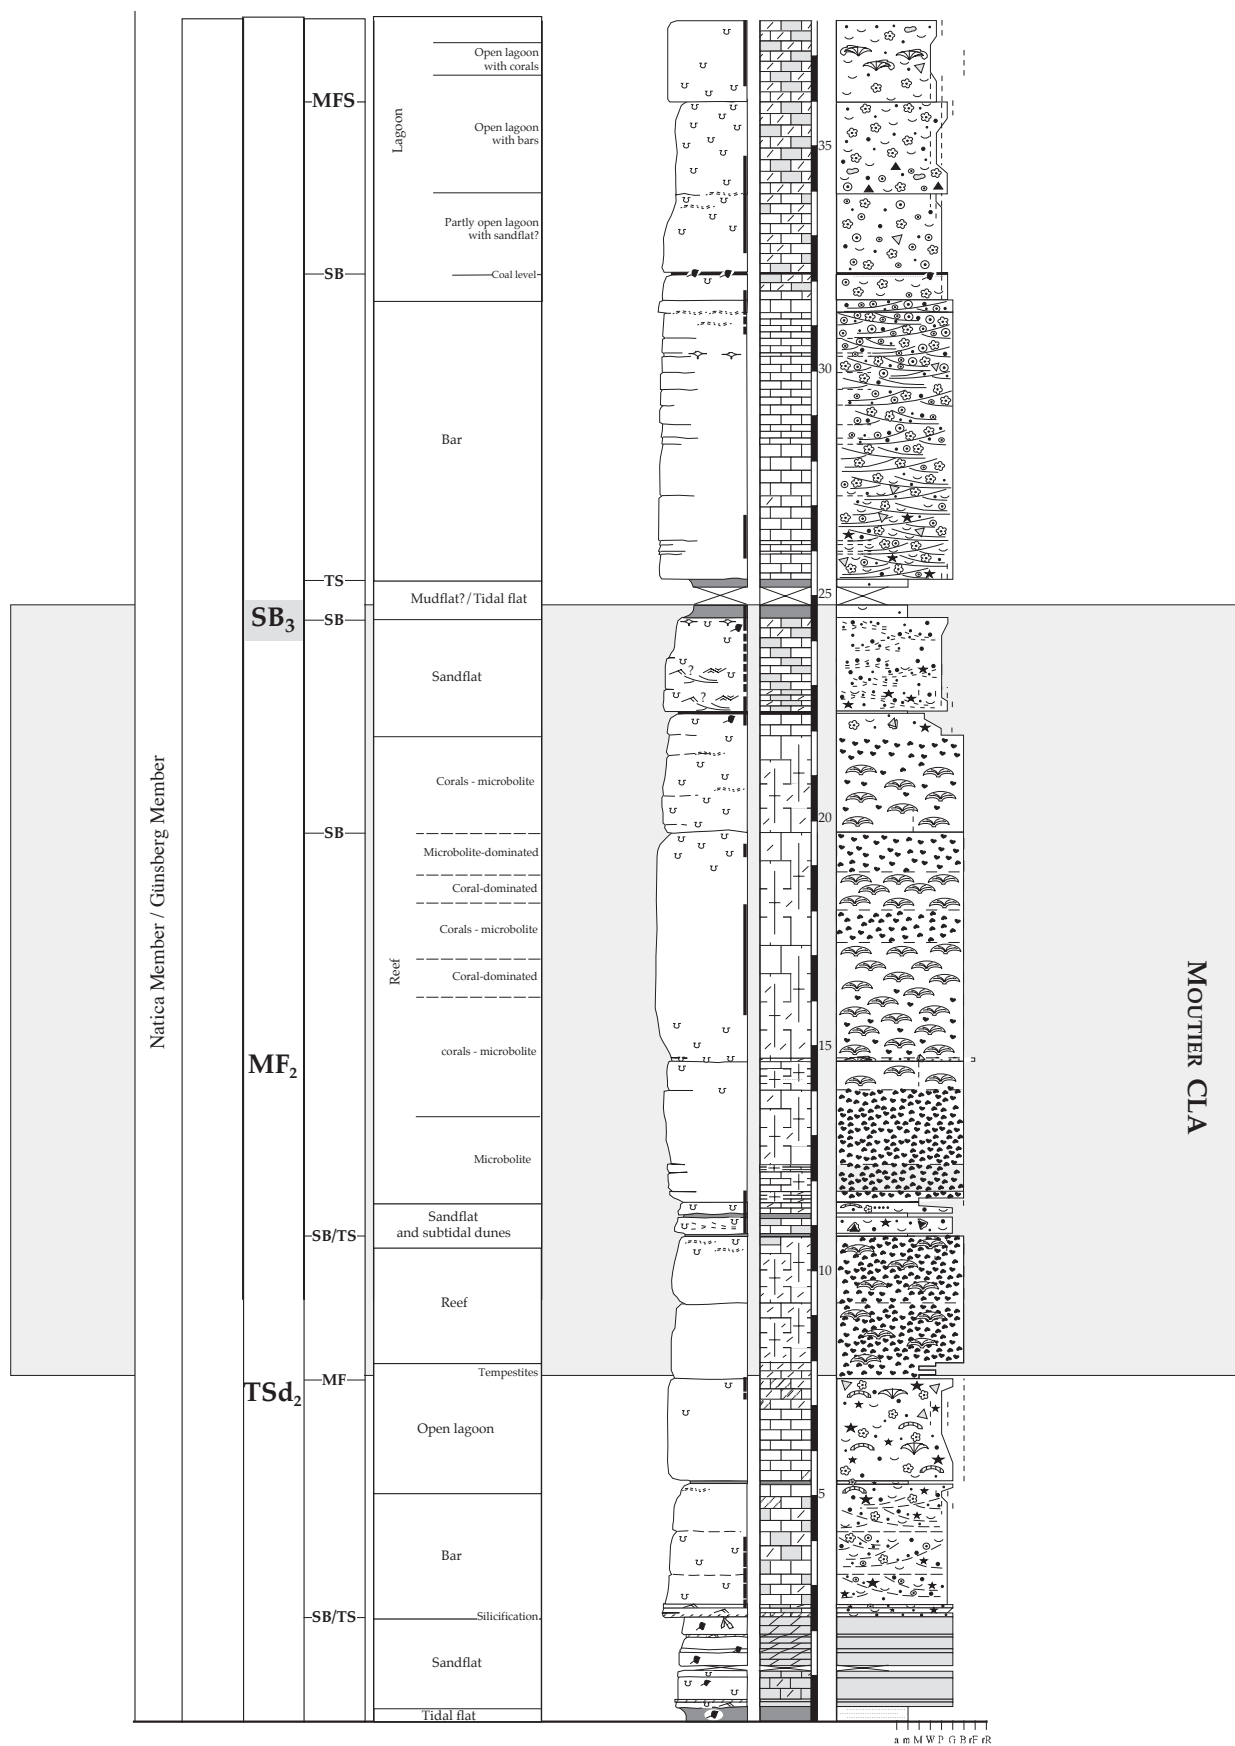 Open lagoon
with corals
MFS
Lagoon
Open lagoon
with bars
35
Partly open lagoon
with sandflat?
SB
Coal level
30
Bar
TS
Mudflat?/Tidal flat
25
SB3
SB
Sandflat
?
?
Natica Member / Günsberg Member
Corals - microbolite
20
SB
Microbolite-dominated
Coral-dominated
Corals - microbolite
Reef
Coral-dominated
MOUTIER CLA
corals - microbolite
15
MF2
Microbolite
Sandflat
and subtidal dunes
SB/TS
10
Reef
Tempestites
MF
TSd2
Open lagoon
5
Bar
SB/TS
Silicification
Sandflat
Tidal flat
a m M W P G B rF rR